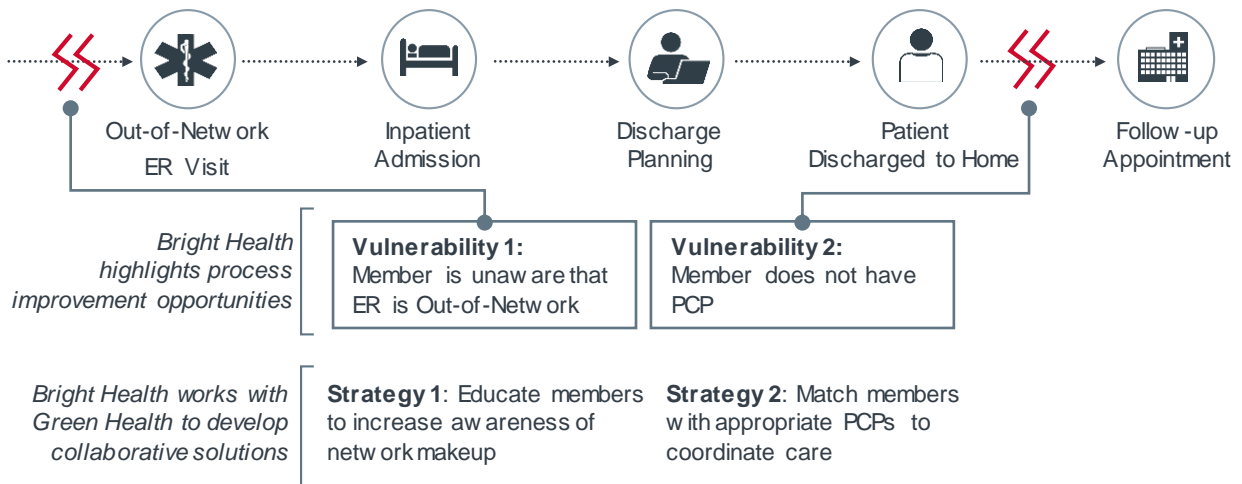 Out-of-Network
ER Visit
Inpatient
Admission
Discharge
Planning
Patient
Discharged to Home
Follow-up
Appointment
Bright Health
highlights process
improvement opportunities
Vulnerability 1:
Member is unaware that
ER is Out-of-Network
Vulnerability 2:
Member does not have
PCP
Bright Health works with
Green Health to develop
collaborative solutions
Strategy 1: Educate members
to increase awareness of
network makeup
Strategy 2: Match members
with appropriate PCPs to
coordinate care